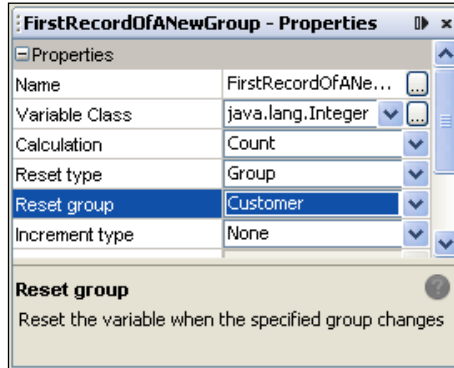 FirstRecordOfANewGroup - Properties
Properties
Name FirstRecordOfANe... ...
Variable Class java.lang.Integer ...
Calculation Count
Reset type Group
Reset group Customer
Increment type None
Reset group
Reset the variable when the specified group changes